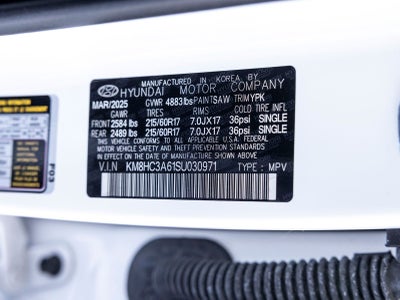 MANUFACTURED IN KOREA BY
HYUNDAI MOTOR COMPANY
MAR/2025 GVWR 4883lbs PAINT SAW TRIM YPK
GAWR TIRES RIMS COLD TIRE INFL
FRONT 2584 lbs 215/60R17 7.0JX17 36psi SINGLE
REAR 2489 lbs 215/60R17 7.0JX17 36psi SINGLE
THIS VEHICLE CONFORMS TO ALL APPLICABLE U.S.A FEDERAL
MOTOR VEHICLE SAFETY AND THEFT PREVENTION STANDARDS
IN EFFECT ON THE DATE OF MANUFACTURE SHOWN ABOVE.
V.I.N KM8HC3A61SU030971 TYPE : MPV
F03